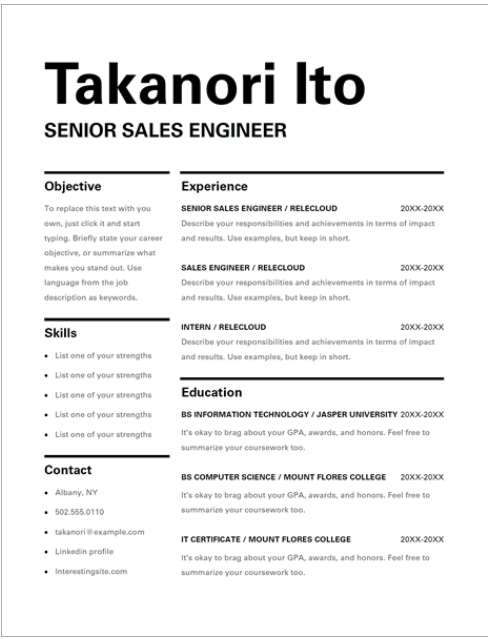 Takanori Ito
SENIOR SALES ENGINEER
Objective
To replace this text with you
own, just click it and start
typing. Briefly state your career
objective, or summarize what
makes you stand out. Use
language from the job
description as keywords.
Skills
• List one of your strengths
• List one of your strengths
• List one of your strengths
• List one of your strengths
• List one of your strengths
Contact
• Albany, NY
• 502.555.0110
• takanori@example.com
• Linkedin profile
• Interestingsite.com
Experience
SENIOR SALES ENGINEER / RELECLOUD 20XX-20XX
Describe your responsibilities and achievements in terms of impact
and results. Use examples, but keep in short.
SALES ENGINEER / RELECLOUD 20XX-20XX
Describe your responsibilities and achievements in terms of impact
and results. Use examples, but keep in short.
INTERN / RELECLOUD 20XX-20XX
Describe your responsibilities and achievements in terms of impact
and results. Use examples, but keep in short.
Education
BS INFORMATION TECHNOLOGY / JASPER UNIVERSITY 20XX-20XX
It's okay to brag about your GPA, awards, and honors. Feel free to
summarize your coursework too.
BS COMPUTER SCIENCE / MOUNT FLORES COLLEGE 20XX-20XX
It's okay to brag about your GPA, awards, and honors. Feel free to
summarize your coursework too.
IT CERTIFICATE / MOUNT FLORES COLLEGE 20XX-20XX
It's okay to brag about your GPA, awards, and honors. Feel free to
summarize your coursework too.